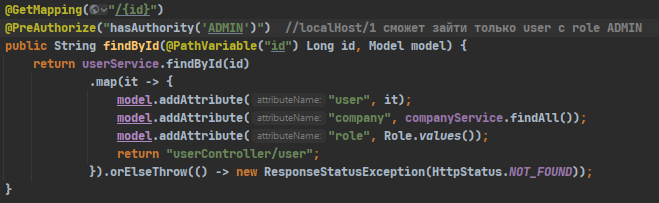 @GetMapping("/{id}")
@PreAuthorize("hasAuthority('ADMIN')") //localHost/1 сможет зайти только user с role ADMIN
public String findById(@PathVariable("id") Long id, Model model) {
return userService.findById(id)
.map(it -> {
model.addAttribute( attributeName: "user", it);
model.addAttribute( attributeName: "company", companyService.findAll());
model.addAttribute( attributeName: "role", Role.values());
return "userController/user";
}).orElseThrow(() -> new ResponseStatusException(HttpStatus.NOT_FOUND));
}